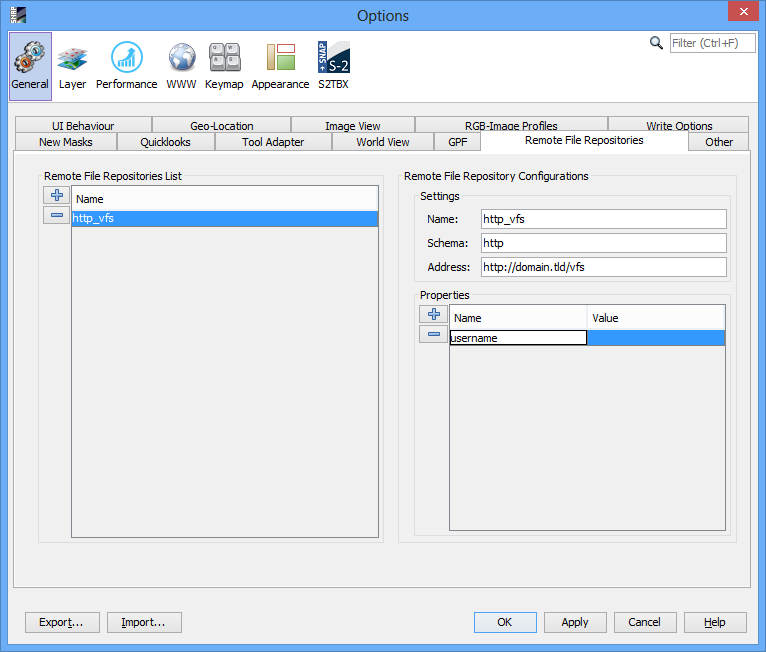 SNAP
Options
General
Layer
Performance
WWW
Keymap
Appearance
+ SNAP
S-2
S2TBX
Filter (Ctrl+F)
UI Behaviour
Geo-Location
Image View
RGB-Image Profiles
Write Options
New Masks
Quicklooks
Tool Adapter
World View
GPF
Remote File Repositories
Other
Remote File Repositories List
Name
http_vfs
Remote File Repository Configurations
Settings
Name:
http_vfs
Schema:
http
Address:
http://domain.tld/vfs
Properties
Name
Value
username
Export...
Import...
OK
Apply
Cancel
Help